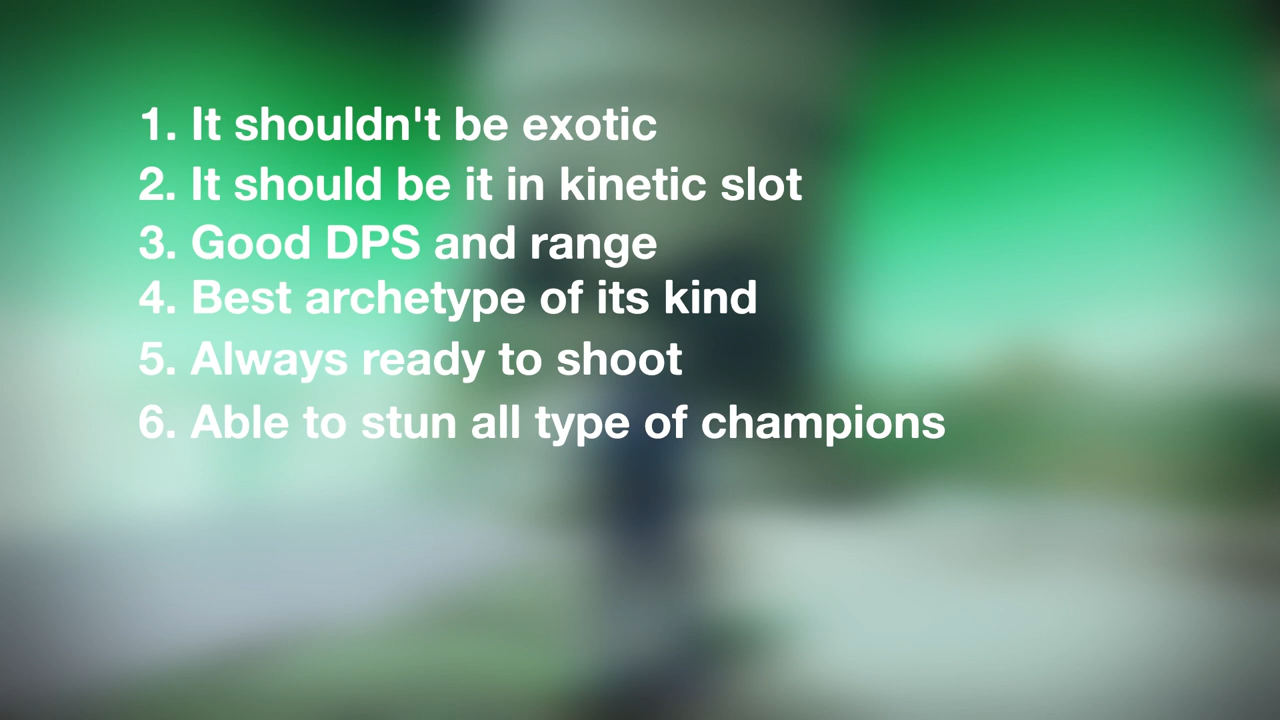 1. It shouldn't be exotic
2. It should be it in kinetic slot
3. Good DPS and range
4. Best archetype of its kind
5. Always ready to shoot
6. Able to stun all type of champions